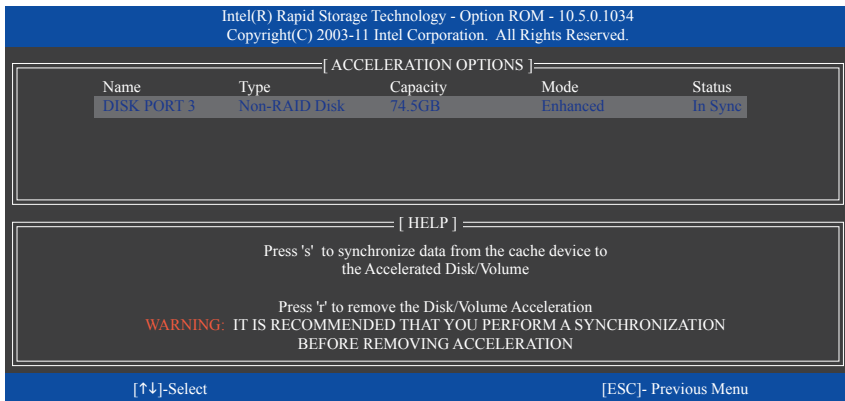 Intel(R) Rapid Storage Technology - Option ROM - 10.5.0.1034
Copyright(C) 2003-11 Intel Corporation.  All Rights Reserved.
[ ACCELERATION OPTIONS ]
Name Type Capacity Mode Status
DISK PORT 3 Non-RAID Disk 74.5GB Enhanced In Sync
[ HELP ]
Press 's'  to synchronize data from the cache device to
the Accelerated Disk/Volume
Press 'r' to remove the Disk/Volume Acceleration
WARNING:  IT IS RECOMMENDED THAT YOU PERFORM A SYNCHRONIZATION
BEFORE REMOVING ACCELERATION
[↑↓]-Select [ESC]- Previous Menu